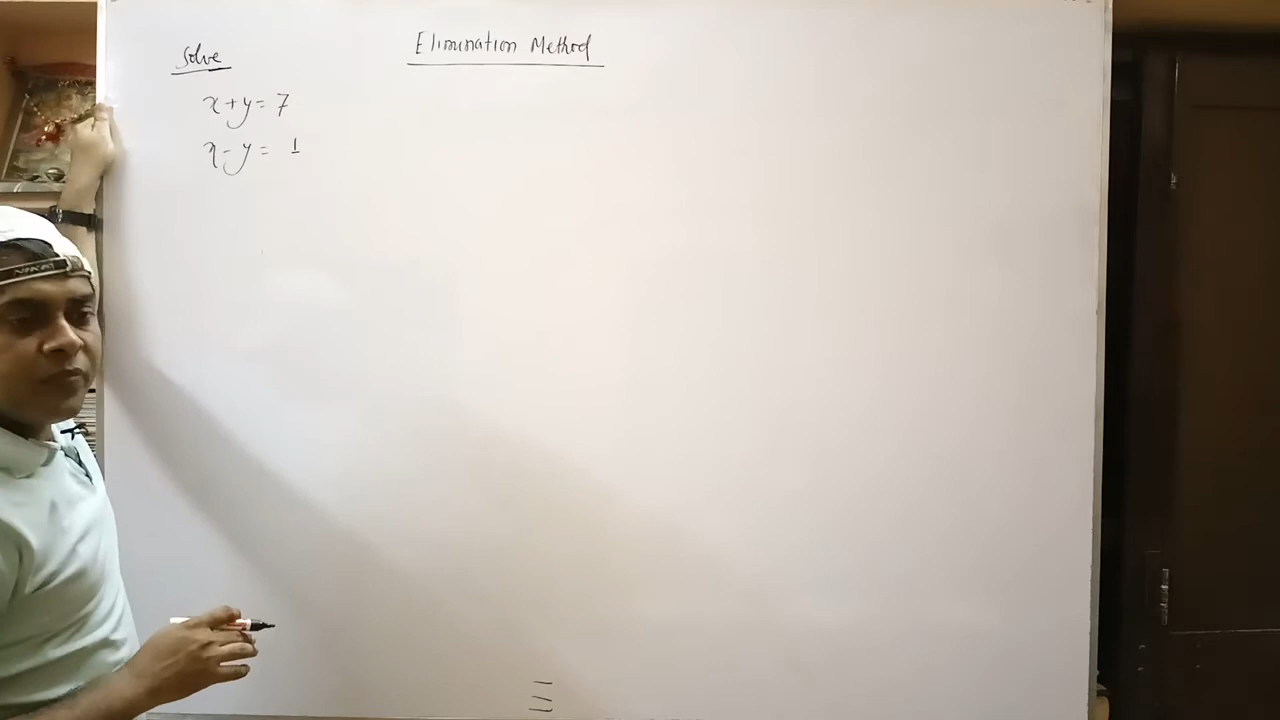 Solve
Elimination Method
x+y=7
x-y= 1